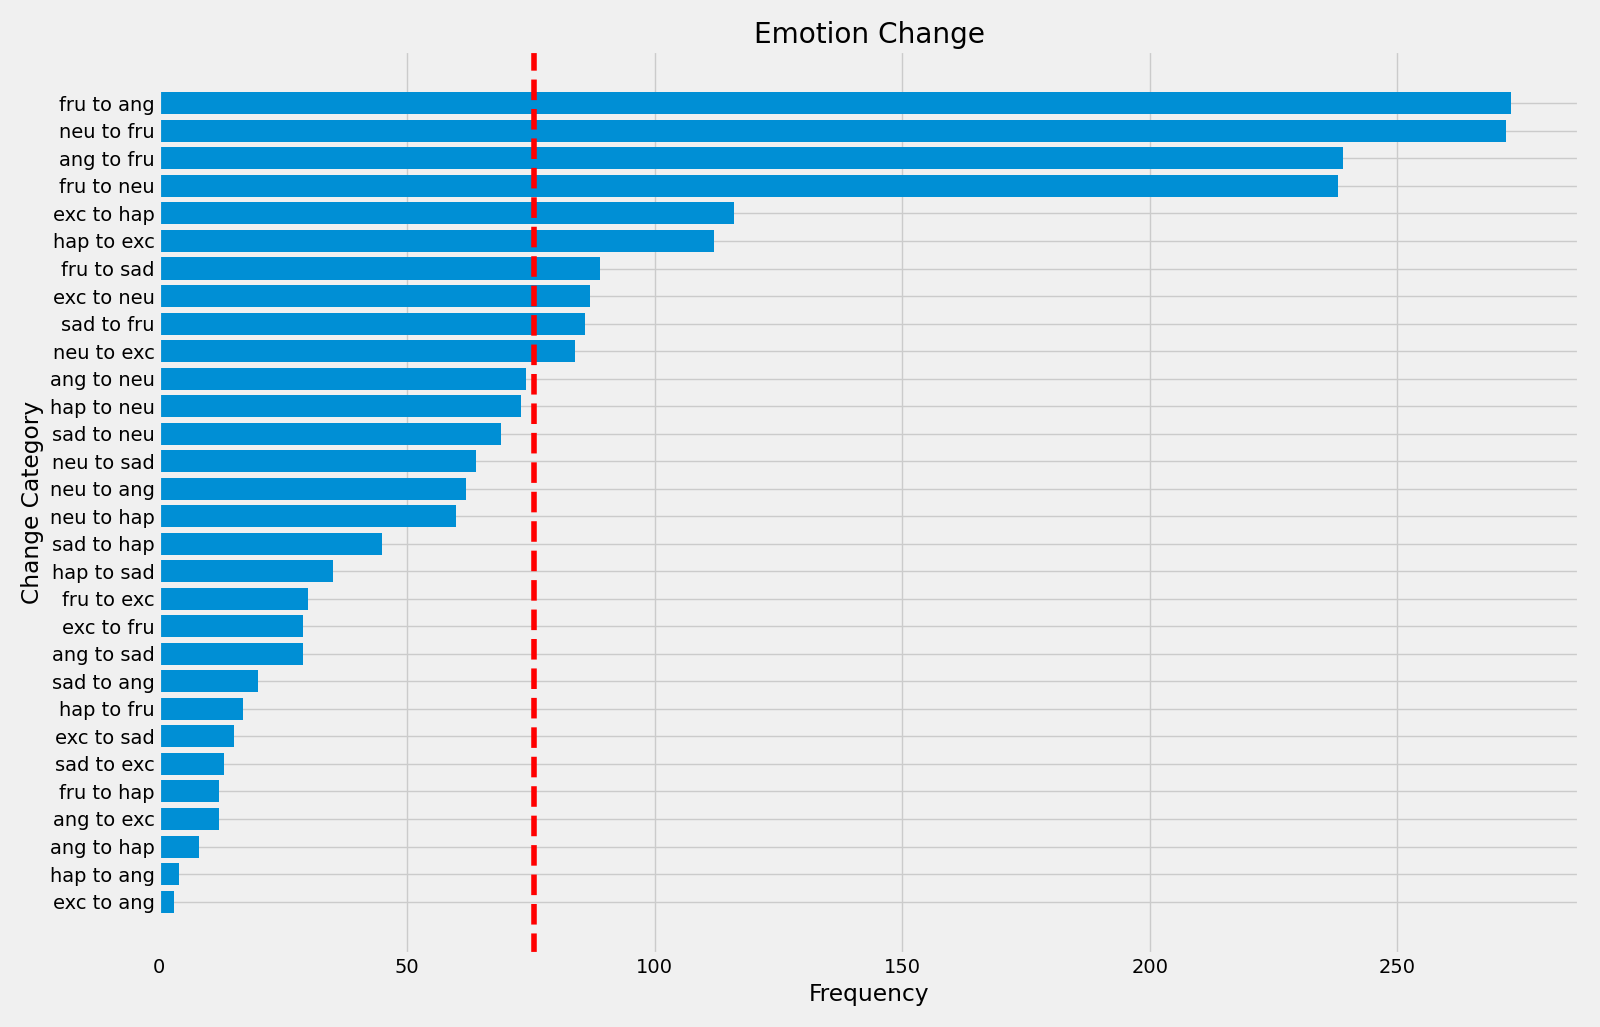 Emotion Change
fru to ang
neu to fru
ang to fru
fru to neu
exc to hap
hap to exc
fru to sad
exc to neu
sad to fru
neu to exc
ang to neu
hap to neu
sad to neu
neu to sad
neu to ang
neu to hap
sad to hap
hap to sad
fru to exc
exc to fru
ang to sad
sad to ang
hap to fru
exc to sad
sad to exc
fru to hap
ang to exc
ang to hap
hap to ang
exc to ang
Change Category
0 50 100 150 200 250
Frequency